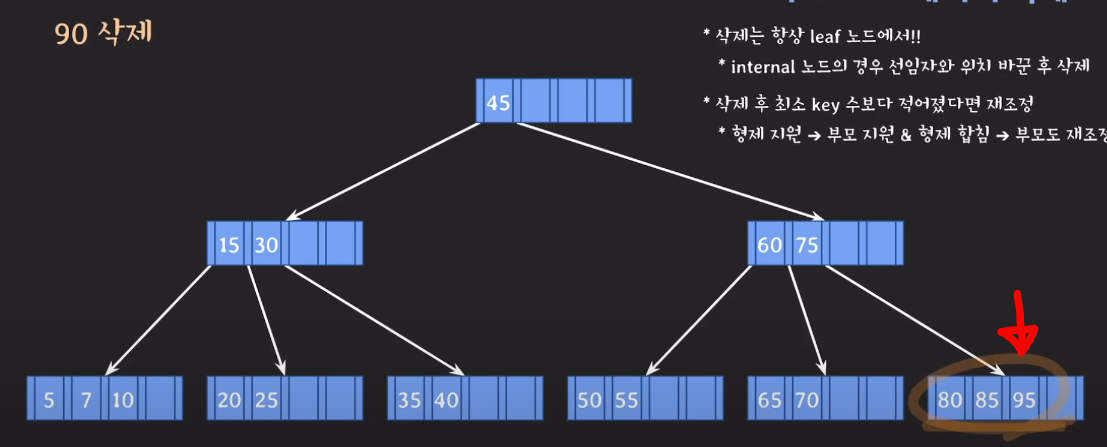 90 삭제
* 삭제는 항상 leaf 노드에서!!
* internal 노드의 경우 선임자와 위치 바꾼 후 삭제
* 삭제 후 최소 key 수보다 적어졌다면 재조정
* 형제 지원 → 부모 지원 & 형제 합침 → 부모도 재조정
45
15 30
60 75
5 7 10
20 25
35 40
50 55
65 70
80 85 95